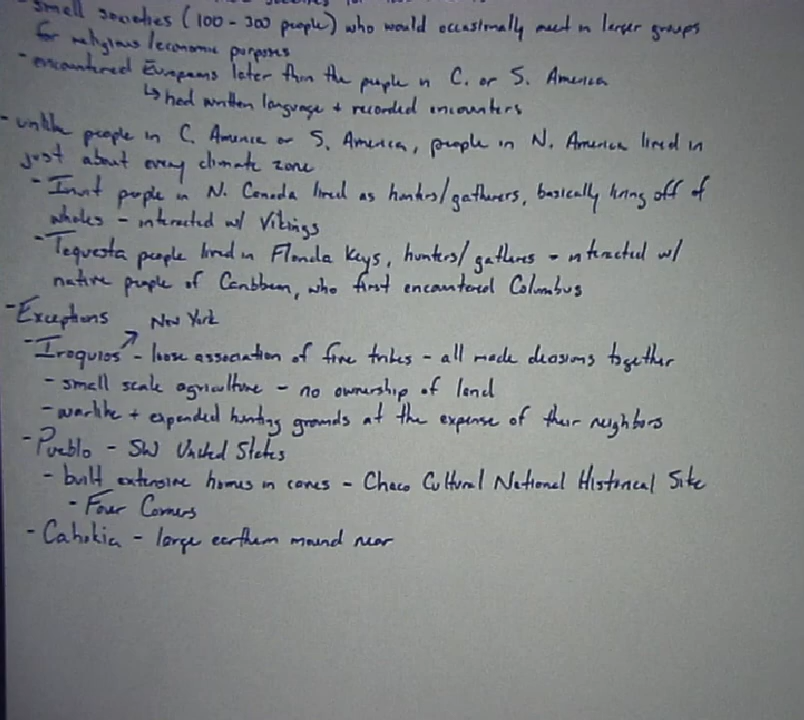 - small societies (100 - 300 people) who would occasionally meet in larger groups
for religious/economic purposes
- encountered Europeans later than the people in C. or S. America
↳ had written language + recorded encounters
- unlike people in C. America or S. America, people in N. America lived in
just about every climate zone
- Inuit people in N. Canada lived as hunters/gatherers, basically living off of
whales - interacted w/ Vikings
- Tequesta people lived in Florida Keys, hunters/gatherers - interacted w/
native people of Caribbean, who first encountered Columbus
- Exceptions
New York
- Iroquios - loose association of five tribes - all made decisions together
- small scale agriculture - no ownership of land
- warlike + expanded hunting grounds at the expense of their neighbors
- Pueblo - SW United States
- built extensive homes in caves - Chaco Cultural National Historical Site
- Four Corners
- Cahokia - large earthern mound near